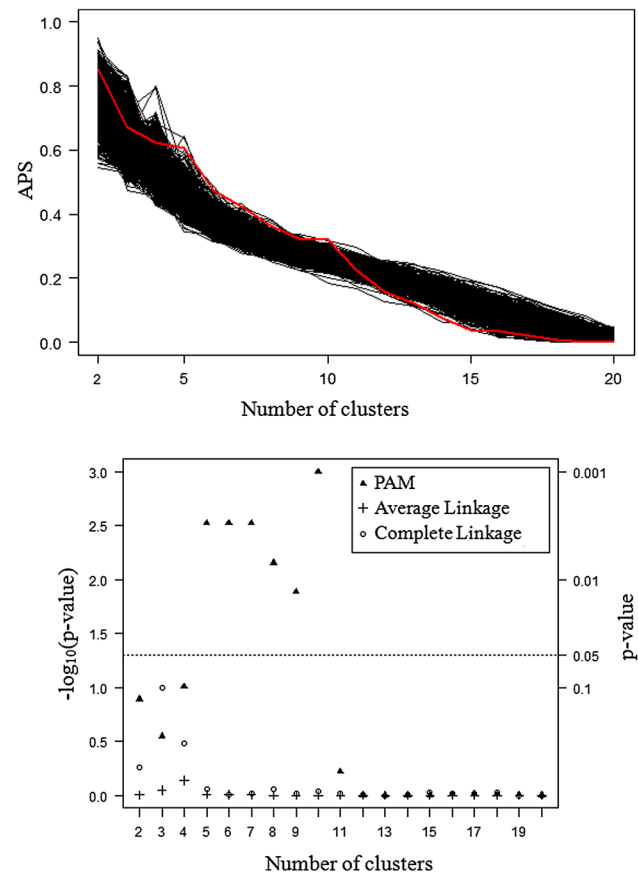 1.0
0.8
0.6
0.4
0.2
0.0
APS
2 5 10 15 20
Number of clusters
3.0
2.5
2.0
1.5
1.0
0.5
0.0
-log10(p-value)
PAM
Average Linkage
Complete Linkage
0.001
0.01
0.05
0.1
p-value
2 3 4 5 6 7 8 9 11 13 15 17 19
Number of clusters